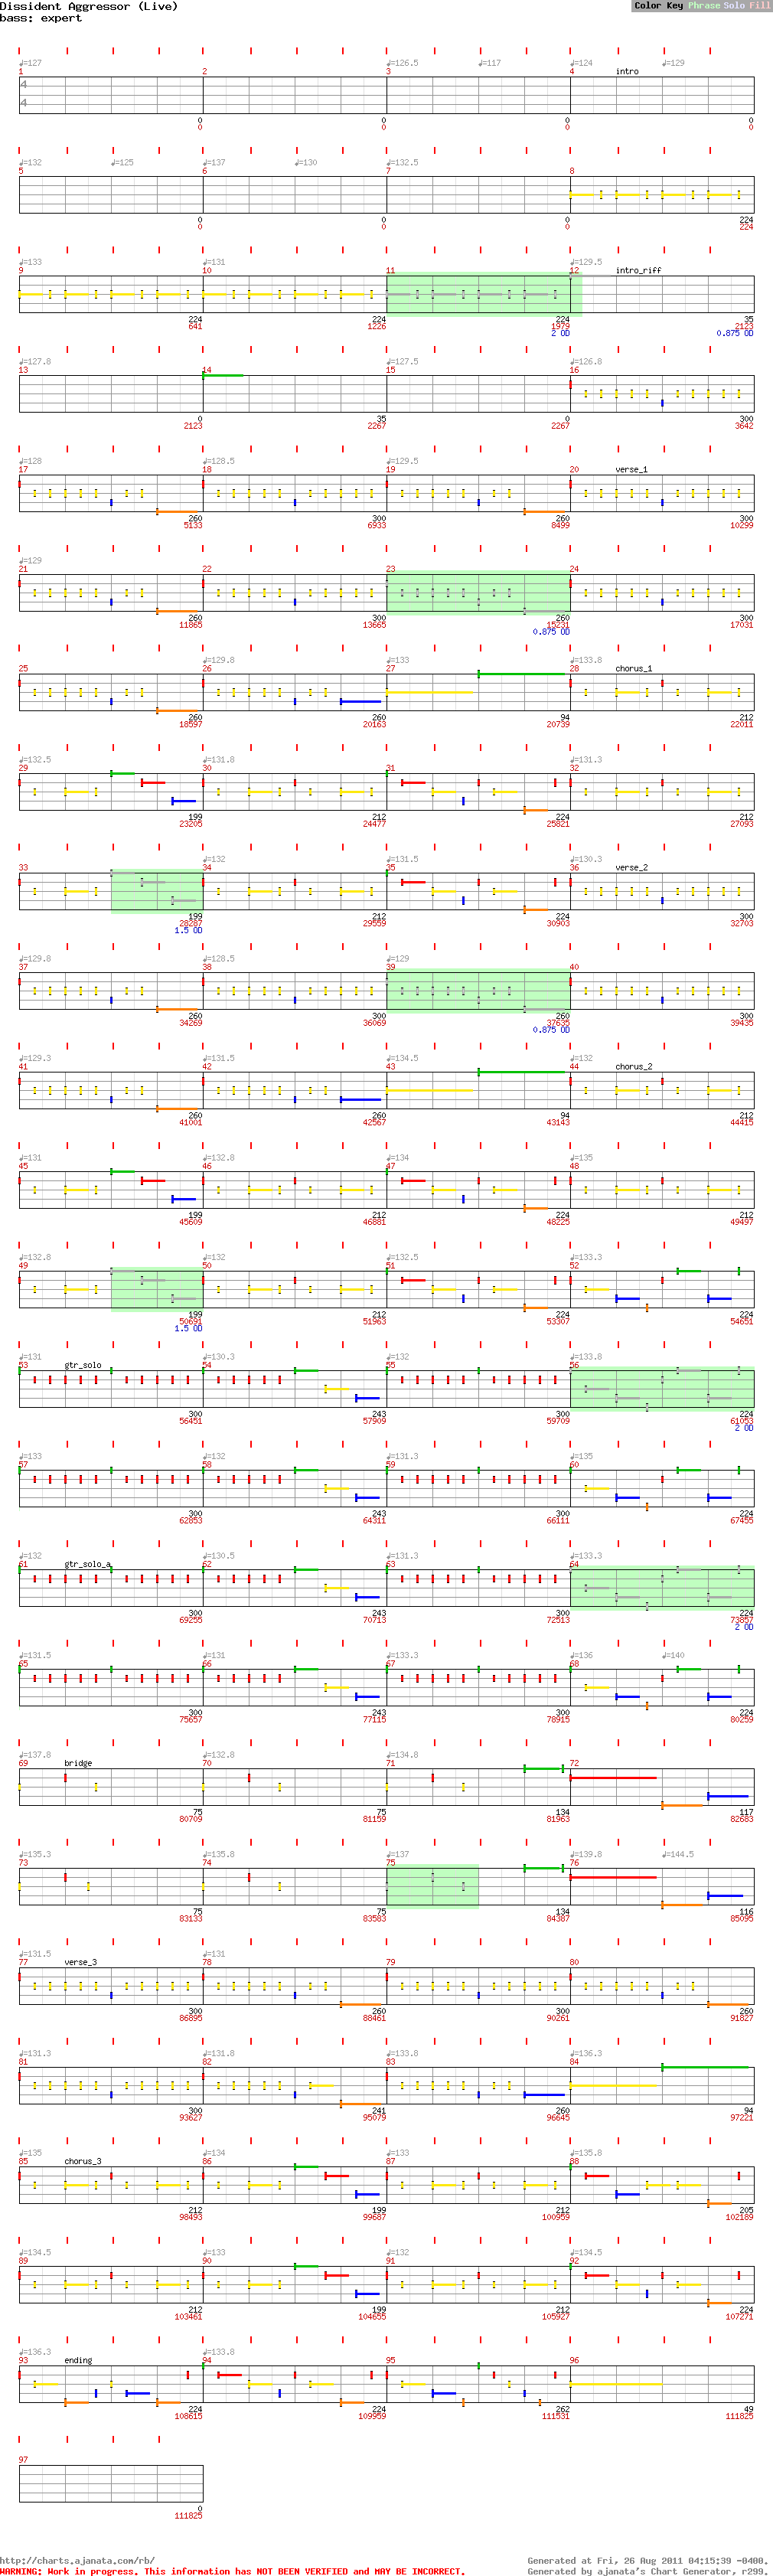 Dissident Aggressor (Live)
Color Key Phrase Solo Fill
bass: expert
♩=127 ♩=126.5 ♩=117 ♩=124 ♩=129
1 2 3 4 intro
4
4
0 0 0 0
0 0 0 0
♩=132 ♩=125 ♩=137 ♩=130 ♩=132.5
5 6 7 8
0 0 0 224
0 0 0 224
♩=133 ♩=131 ♩=129.5
9 10 11 12 intro_riff
224 224 224 35
641 1226 1979 2123
2 OD 0.875 OD
♩=127.8 ♩=127.5 ♩=126.8
13 14 15 16
0 35 0 300
2123 2267 2267 3642
♩=128 ♩=128.5 ♩=129.5
17 18 19 20 verse_1
260 300 260 300
5133 6933 8499 10299
♩=129
21 22 23 24
260 300 260 300
11865 13665 15231 17031
0.875 OD
♩=129.8 ♩=133 ♩=133.8
25 26 27 28 chorus_1
260 260 94 212
18597 20163 20739 22011
♩=132.5 ♩=131.8 ♩=131.3
29 30 31 32
199 212 224 212
23205 24477 25821 27093
♩=132 ♩=131.5 ♩=130.3
33 34 35 36 verse_2
199 212 224 300
28287 29559 30903 32703
1.5 OD
♩=129.8 ♩=128.5 ♩=129
37 38 39 40
260 300 260 300
34269 36069 37635 39435
0.875 OD
♩=129.3 ♩=131.5 ♩=134.5 ♩=132
41 42 43 44 chorus_2
260 260 94 212
41001 42567 43143 44415
♩=131 ♩=132.8 ♩=134 ♩=135
45 46 47 48
199 212 224 212
45609 46881 48225 49497
♩=132.8 ♩=132 ♩=132.5 ♩=133.3
49 50 51 52
199 212 224 224
50691 51963 53307 54651
1.5 OD
♩=131 ♩=130.3 ♩=132 ♩=133.8
53 gtr_solo 54 55 56
300 243 300 224
56451 57909 59709 61053
2 OD
♩=133 ♩=132 ♩=131.3 ♩=135
57 58 59 60
300 243 300 224
62853 64311 66111 67455
♩=132 ♩=130.5 ♩=131.3 ♩=133.3
61 gtr_solo_a 62 63 64
300 243 300 224
69255 70713 72513 73857
2 OD
♩=131.5 ♩=131 ♩=133.3 ♩=136 ♩=140
65 66 67 68
300 243 300 224
75657 77115 78915 80259
♩=137.8 ♩=132.8 ♩=134.8
69 bridge 70 71 72
75 75 134 117
80709 81159 81963 82683
♩=135.3 ♩=135.8 ♩=137 ♩=139.8 ♩=144.5
73 74 75 76
75 75 134 116
83133 83583 84387 85095
♩=131.5 ♩=131
77 verse_3 78 79 80
300 260 300 260
86895 88461 90261 91827
♩=131.3 ♩=131.8 ♩=133.8 ♩=136.3
81 82 83 84
300 241 260 94
93627 95079 96645 97221
♩=135 ♩=134 ♩=133 ♩=135.8
85 chorus_3 86 87 88
212 199 212 205
98493 99687 100959 102189
♩=134.5 ♩=133 ♩=132 ♩=134.5
89 90 91 92
212 199 212 224
103461 104655 105927 107271
♩=136.3 ♩=133.8
93 ending 94 95 96
224 224 262 49
108615 109959 111531 111825
97
0
111825
http://charts.ajanata.com/rb/
Generated at Fri, 26 Aug 2011 04:15:39 -0400.
WARNING: Work in progress. This information has NOT BEEN VERIFIED and MAY BE INCORRECT.
Generated by ajanata's Chart Generator, r299.